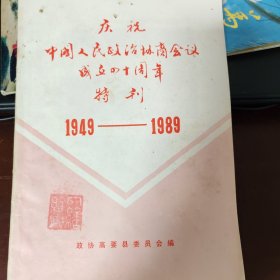 庆祝
中国人民政治协商会议
成立四十周年
特刊
1949——1989
政协高要县委员会编